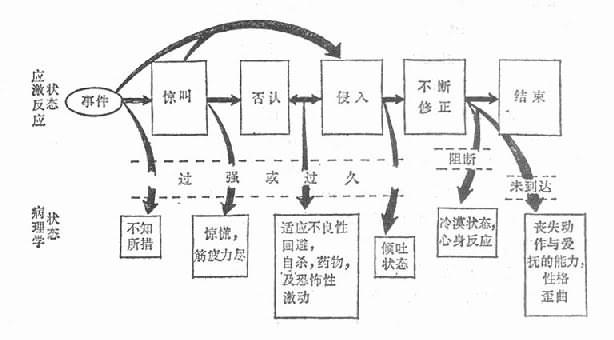 应激反应状态
事件
惊叫
否认
侵入
不断
修正
结束
过强或过久
阻断
未到达
病理学状态
不知
所措
惊慌,
筋疲力尽
适应不良性
回避,
自杀,药物,
及恐怖性
激动
倾吐
状态
冷漠状态,
心身反应
丧失动
作与爱
抚的能力,
性格
歪曲